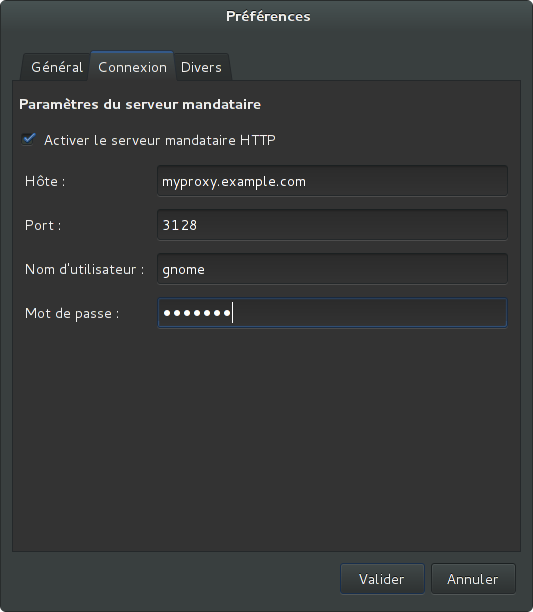 Préférences
Général Connexion Divers
Paramètres du serveur mandataire
Activer le serveur mandataire HTTP
Hôte : myproxy.example.com
Port : 3128
Nom d'utilisateur : gnome
Mot de passe : •••••••
Valider Annuler